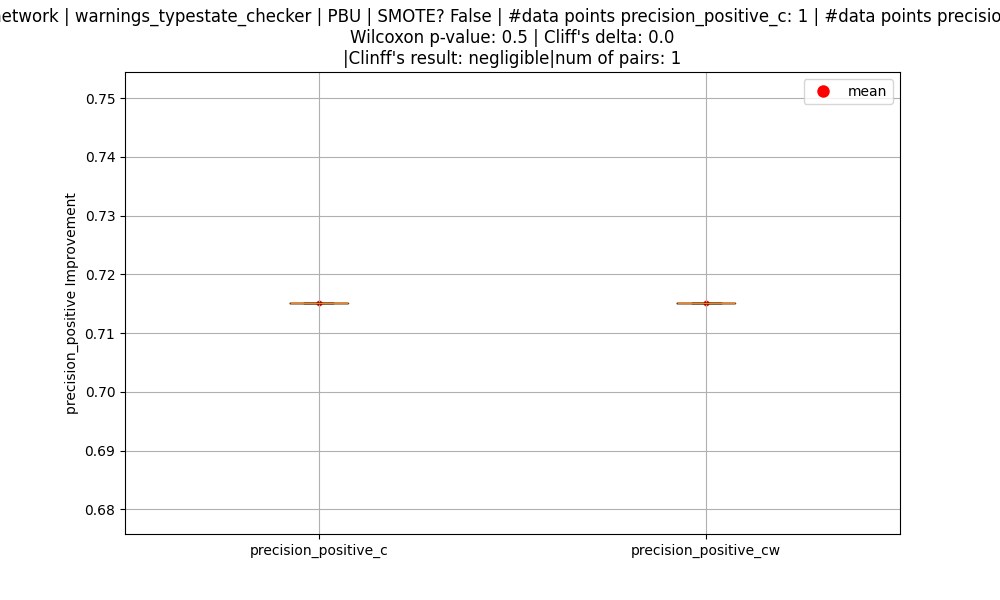 etwork | warnings_typestate_checker | PBU | SMOTE? False | #data points precision_positive_c: 1 | #data points precisio
Wilcoxon p-value: 0.5 | Cliff's delta: 0.0
|Clinff's result: negligible|num of pairs: 1
mean
0.75
0.74
0.73
0.72
0.71
0.70
0.69
0.68
precision_positive Improvement
precision_positive_c
precision_positive_cw